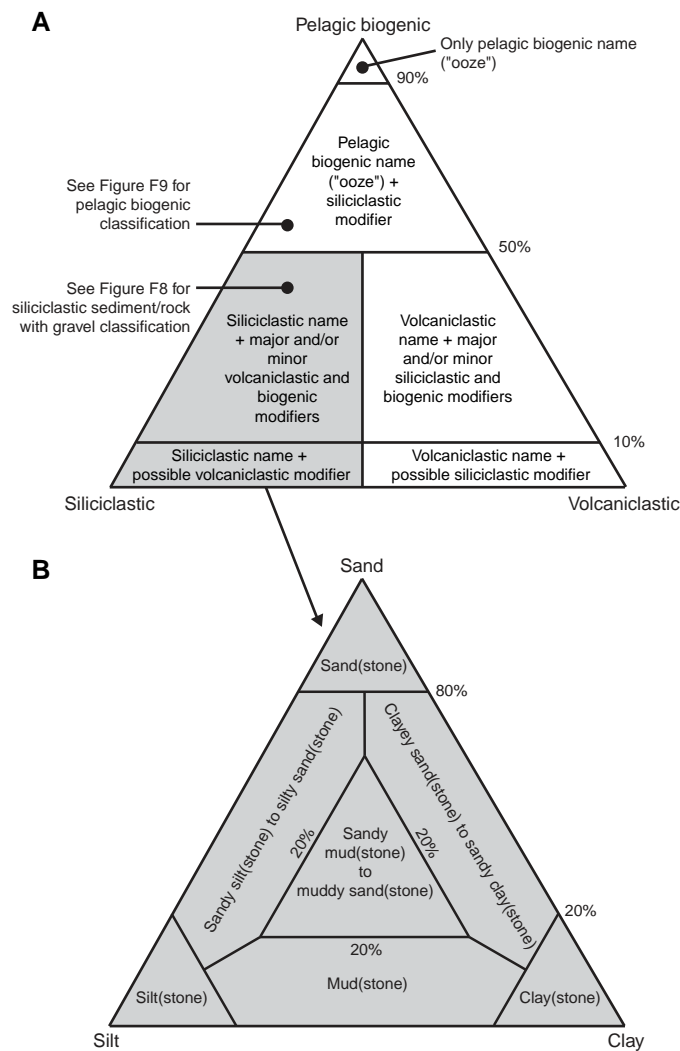 A
Pelagic biogenic
Only pelagic biogenic name
("ooze")
90%
Pelagic
biogenic name
("ooze") +
siliciclastic
modifier
See Figure F9 for
pelagic biogenic
classification
50%
See Figure F8 for
siliciclastic sediment/rock
with gravel classification
Siliciclastic name
+ major and/or
minor
volcaniclastic and
biogenic
modifiers
Volcaniclastic
name + major
and/or minor
siliciclastic and
biogenic modifiers
10%
Siliciclastic name +
possible volcaniclastic modifier
Volcaniclastic name +
possible siliciclastic modifier
Siliciclastic
Volcaniclastic
B
Sand
Sand(stone)
80%
Sandy silt(stone) to silty sand(stone)
Clayey sand(stone) to sandy clay(stone)
20%
20%
Sandy
mud(stone)
to
muddy sand(stone)
20%
20%
Mud(stone)
Silt(stone)
Clay(stone)
Silt
Clay